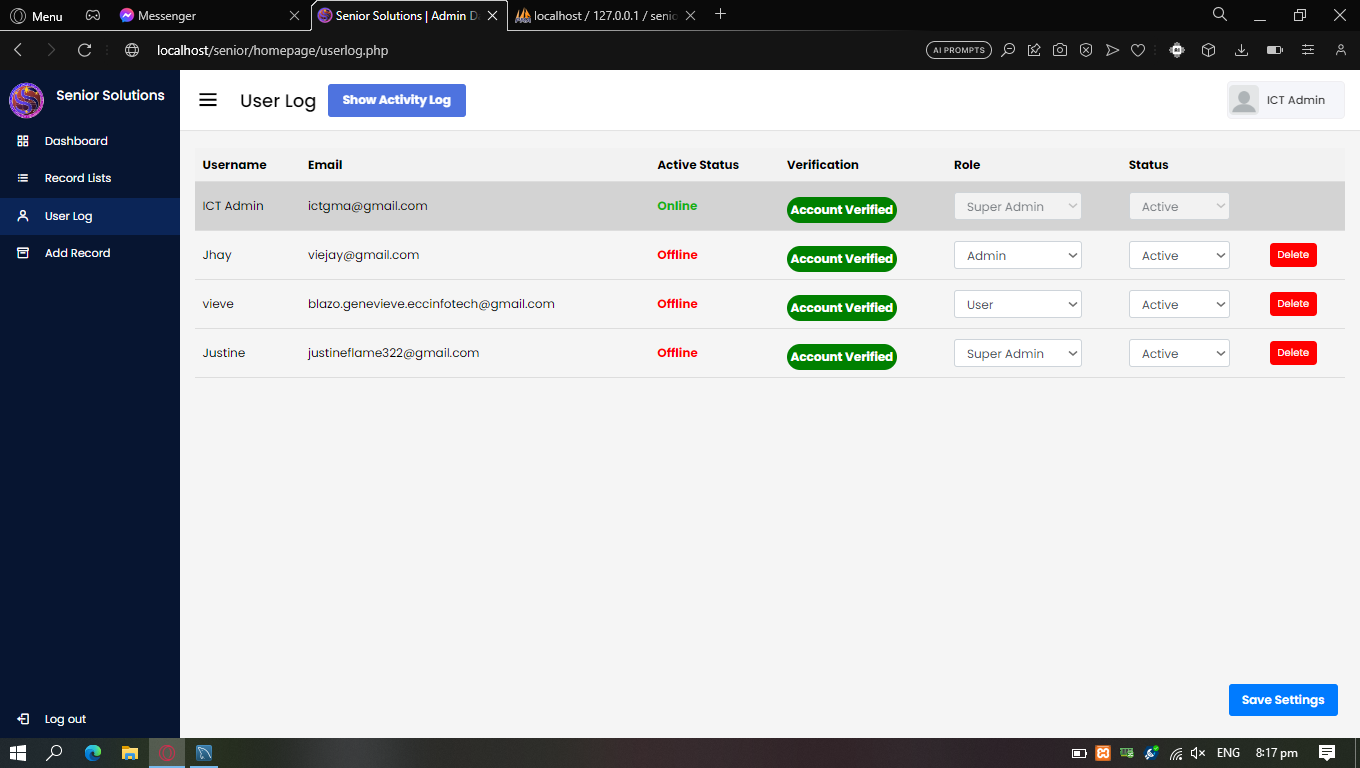 Menu
Messenger
Senior Solutions | Admin D
localhost / 127.0.0.1 / senio
localhost/senior/homepage/userlog.php
AI PROMPTS
Senior Solutions
User Log
Show Activity Log
ICT Admin
Dashboard
Record Lists
User Log
Add Record
Username Email Active Status Verification Role Status
ICT Admin ictgma@gmail.com Online Account Verified Super Admin Active
Jhay viejay@gmail.com Offline Account Verified Admin Active Delete
vieve blazo.genevieve.eccinfotech@gmail.com Offline Account Verified User Active Delete
Justine justineflame322@gmail.com Offline Account Verified Super Admin Active Delete
Save Settings
Log out
ENG 8:17 pm